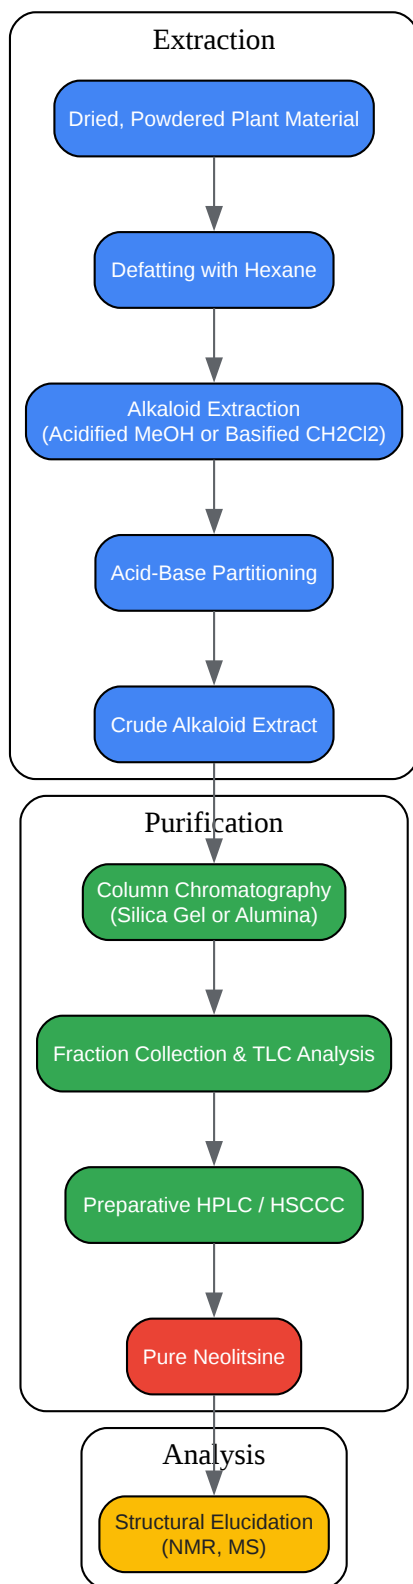 Extraction
Dried, Powdered Plant Material
Defatting with Hexane
Alkaloid Extraction
(Acidified MeOH or Basified CH2Cl2)
Acid-Base Partitioning
Crude Alkaloid Extract
Purification
Column Chromatography
(Silica Gel or Alumina)
Fraction Collection & TLC Analysis
Preparative HPLC / HSCCC
Pure Neolitsine
Analysis
Structural Elucidation
(NMR, MS)